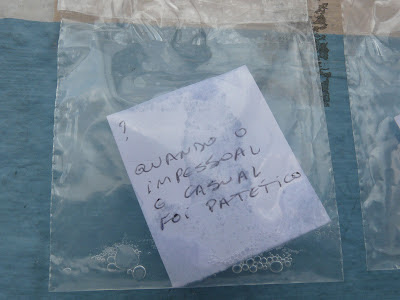 ?
QUANDO O
IMPESSOAL
O CASUAL
FOI PATÉTICO